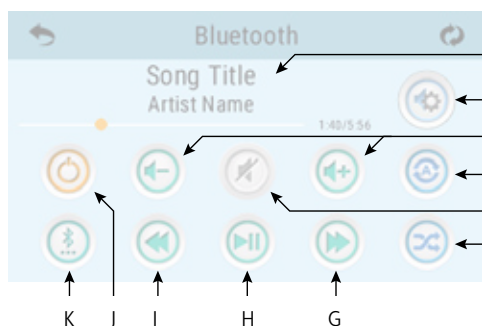 Bluetooth
Song Title
Artist Name
1:40/5:56
A
K J I H G